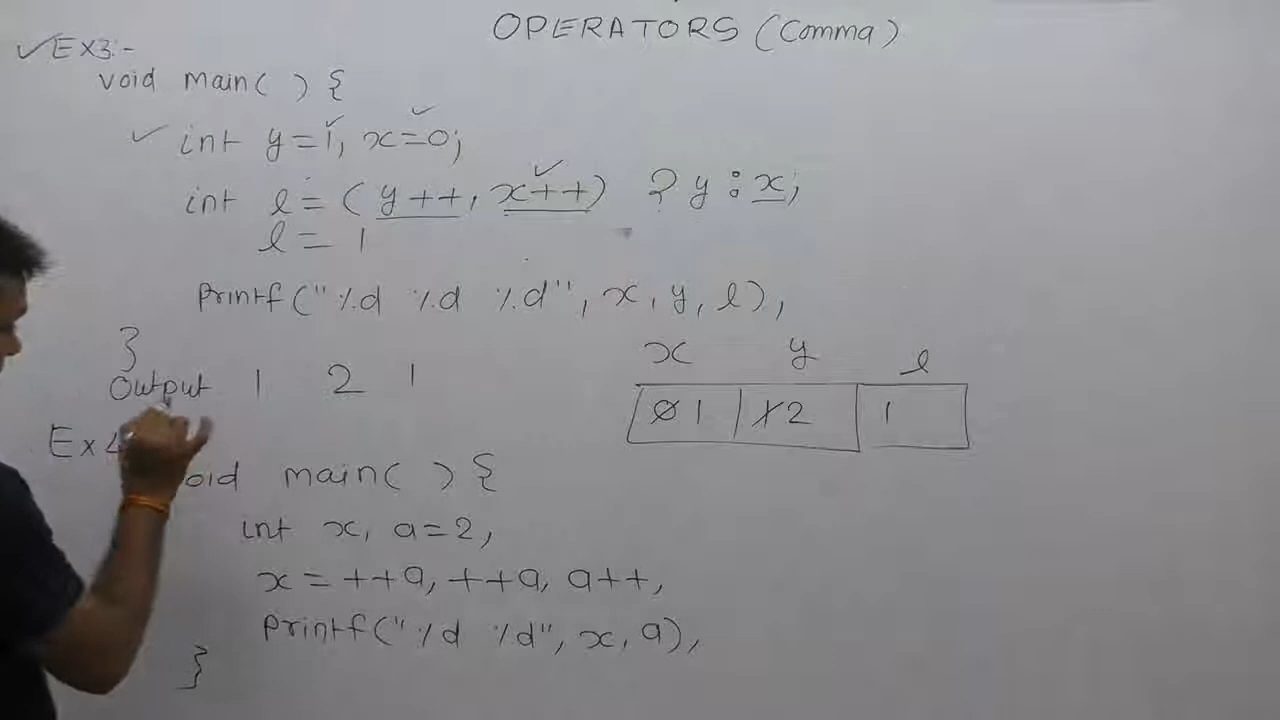 OPERATORS (Comma)
✓EX3:-
void main( ) {
✓ int y=1, x=0;
int l = (y++, x++) ? y : x;
l = 1
Printf("%d %d %d", x, y, l);
}
Output 1 2 1
x y l
0 1 1 2 1
Ex
oid main( ) {
int x, a=2,
x = ++a, ++a, a++,
Printf("%d %d", x, a),
}